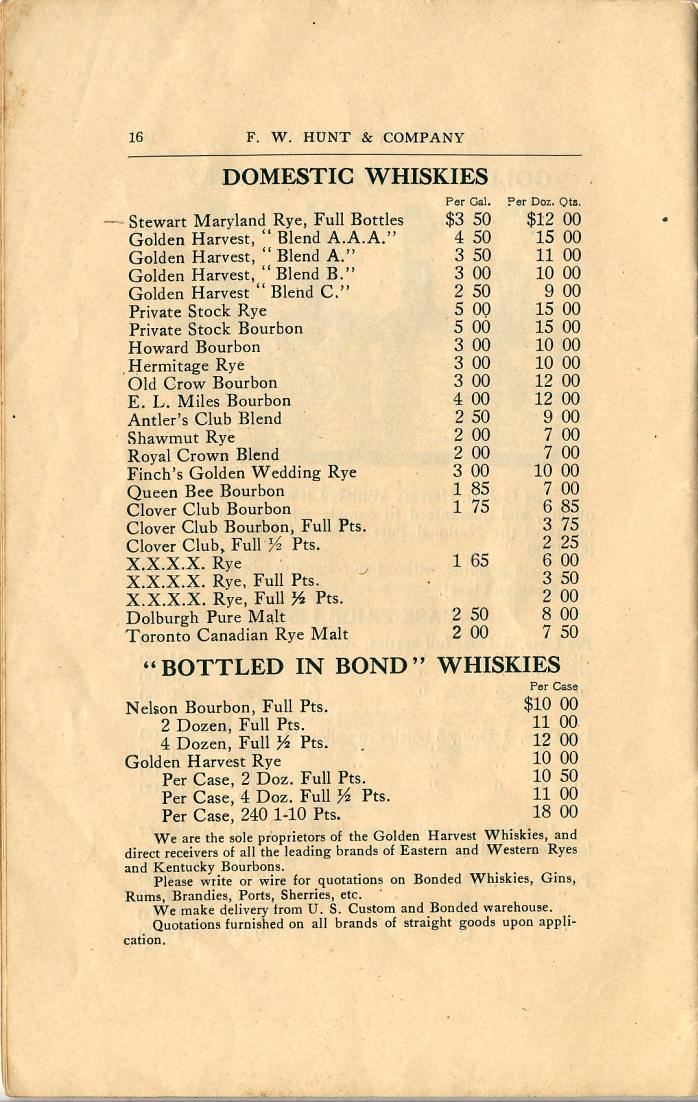 16 F. W. HUNT & COMPANY
DOMESTIC WHISKIES
Per Gal. Per Doz. Qts.
Stewart Maryland Rye, Full Bottles $3 50 $12 00
Golden Harvest, “Blend A.A.A.” 4 50 15 00
Golden Harvest, “Blend A.” 3 50 11 00
Golden Harvest, “Blend B.” 3 00 10 00
Golden Harvest “Blend C.” 2 50 9 00
Private Stock Rye 5 00 15 00
Private Stock Bourbon 5 00 15 00
Howard Bourbon 3 00 10 00
Hermitage Rye 3 00 10 00
Old Crow Bourbon 3 00 12 00
E. L. Miles Bourbon 4 00 12 00
Antler's Club Blend 2 50 9 00
Shawmut Rye 2 00 7 00
Royal Crown Blend 2 00 7 00
Finch's Golden Wedding Rye 3 00 10 00
Queen Bee Bourbon 1 85 7 00
Clover Club Bourbon 1 75 6 85
Clover Club Bourbon, Full Pts. 3 75
Clover Club, Full ½ Pts. 2 25
X.X.X.X. Rye 1 65 6 00
X.X.X.X. Rye, Full Pts. 3 50
X.X.X.X. Rye, Full ½ Pts. 2 00
Dolburgh Pure Malt 2 50 8 00
Toronto Canadian Rye Malt 2 00 7 50
“BOTTLED IN BOND” WHISKIES
Per Case
Nelson Bourbon, Full Pts. $10 00
2 Dozen, Full Pts. 11 00
4 Dozen, Full ½ Pts. 12 00
Golden Harvest Rye 10 00
Per Case, 2 Doz. Full Pts. 10 50
Per Case, 4 Doz. Full ½ Pts. 11 00
Per Case, 240 1-10 Pts. 18 00
We are the sole proprietors of the Golden Harvest Whiskies, and
direct receivers of all the leading brands of Eastern and Western Ryes
and Kentucky Bourbons.
Please write or wire for quotations on Bonded Whiskies, Gins,
Rums, Brandies, Ports, Sherries, etc.
We make delivery from U. S. Custom and Bonded warehouse.
Quotations furnished on all brands of straight goods upon appli-
cation.